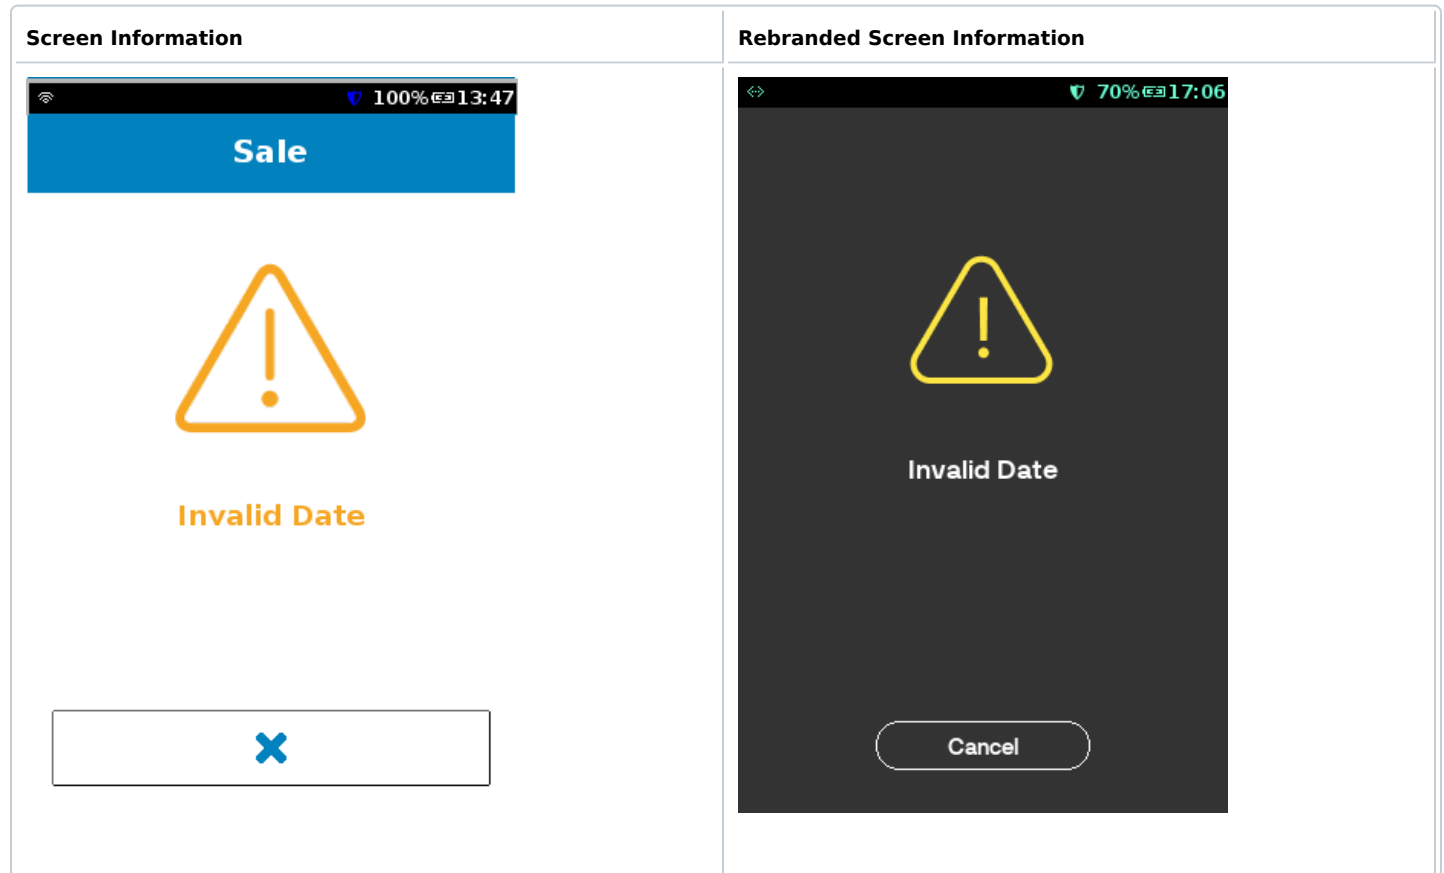 Screen Information
Rebranded Screen Information
100% 13:47
Sale
Invalid Date
70% 17:06
Invalid Date
Cancel